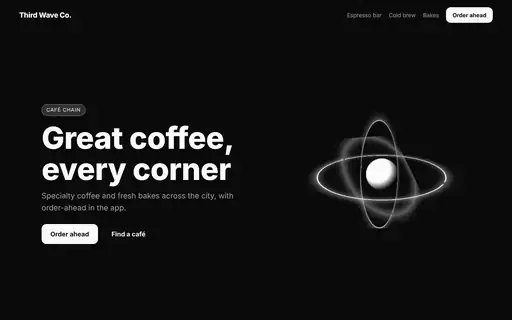 Third Wave Co.
Espresso bar
Cold brew
Bakes
Order ahead
CAFÉ CHAIN
Great coffee,
every corner
Specialty coffee and fresh bakes across the city, with
order-ahead in the app.
Order ahead
Find a café